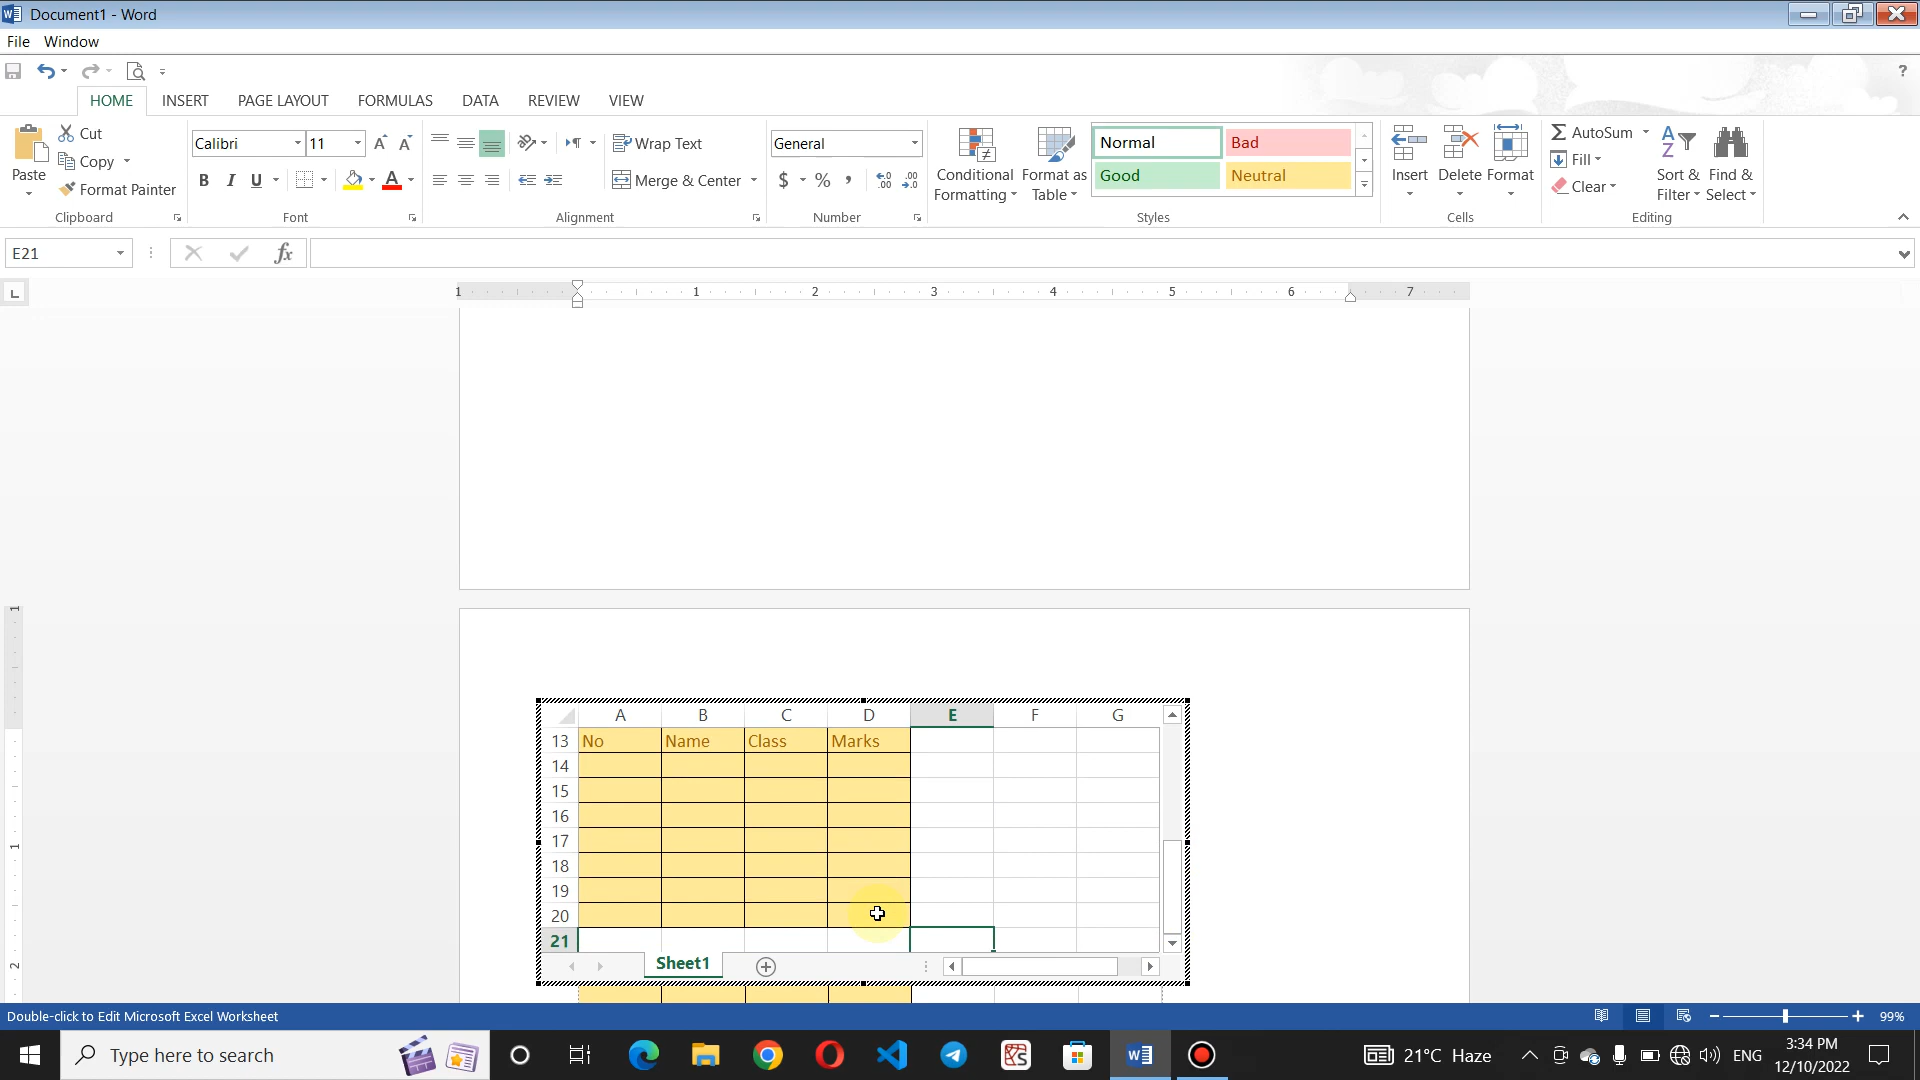 Document1 - Word
File Window
?
HOME INSERT PAGE LAYOUT FORMULAS DATA REVIEW VIEW
Paste
Cut
Copy
Format Painter
Clipboard
Calibri 11
B I U A
Font
Wrap Text
Merge & Center
Alignment
General
$ % ,
Number
Conditional Formatting
Format as Table
Normal Bad
Good Neutral
Styles
Insert Delete Format
Cells
AutoSum
Fill
Clear
Sort & Filter
Find & Select
Editing
E21 fx
1 1 2 3 4 5 6 7
A B C D E F G
13 No Name Class Marks
14
15
16
17
18
19
20
21
Sheet1
1
1
2
Double-click to Edit Microsoft Excel Worksheet
99%
Type here to search
21°C Haze
ENG
3:34 PM
12/10/2022